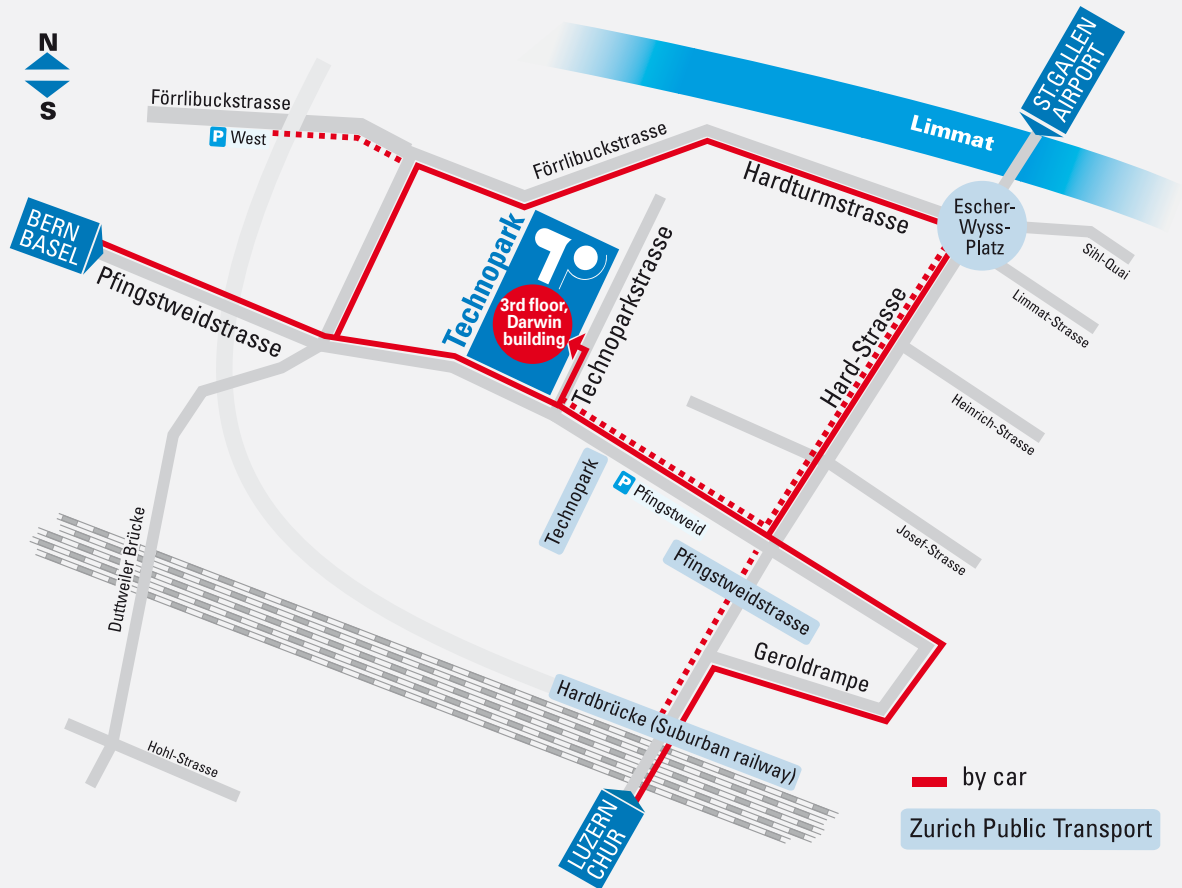 N
S
ST.GALLEN
AIRPORT
Limmat
Förrlibuckstrasse
P West
Förrlibuckstrasse
Hardturmstrasse
Escher-
Wyss-
Platz
Sihl-Quai
Limmat-Strasse
BERN
BASEL
Pfingstweidstrasse
Technopark
TP
3rd floor,
Darwin
building
Technoparkstrasse
Hard-Strasse
Heinrich-Strasse
Josef-Strasse
Technopark
P Pfingstweid
Pfingstweidstrasse
Duttweiler Brücke
Geroldrampe
Hardbrücke (Suburban railway)
Hohl-Strasse
LUZERN
CHUR
by car
Zurich Public Transport